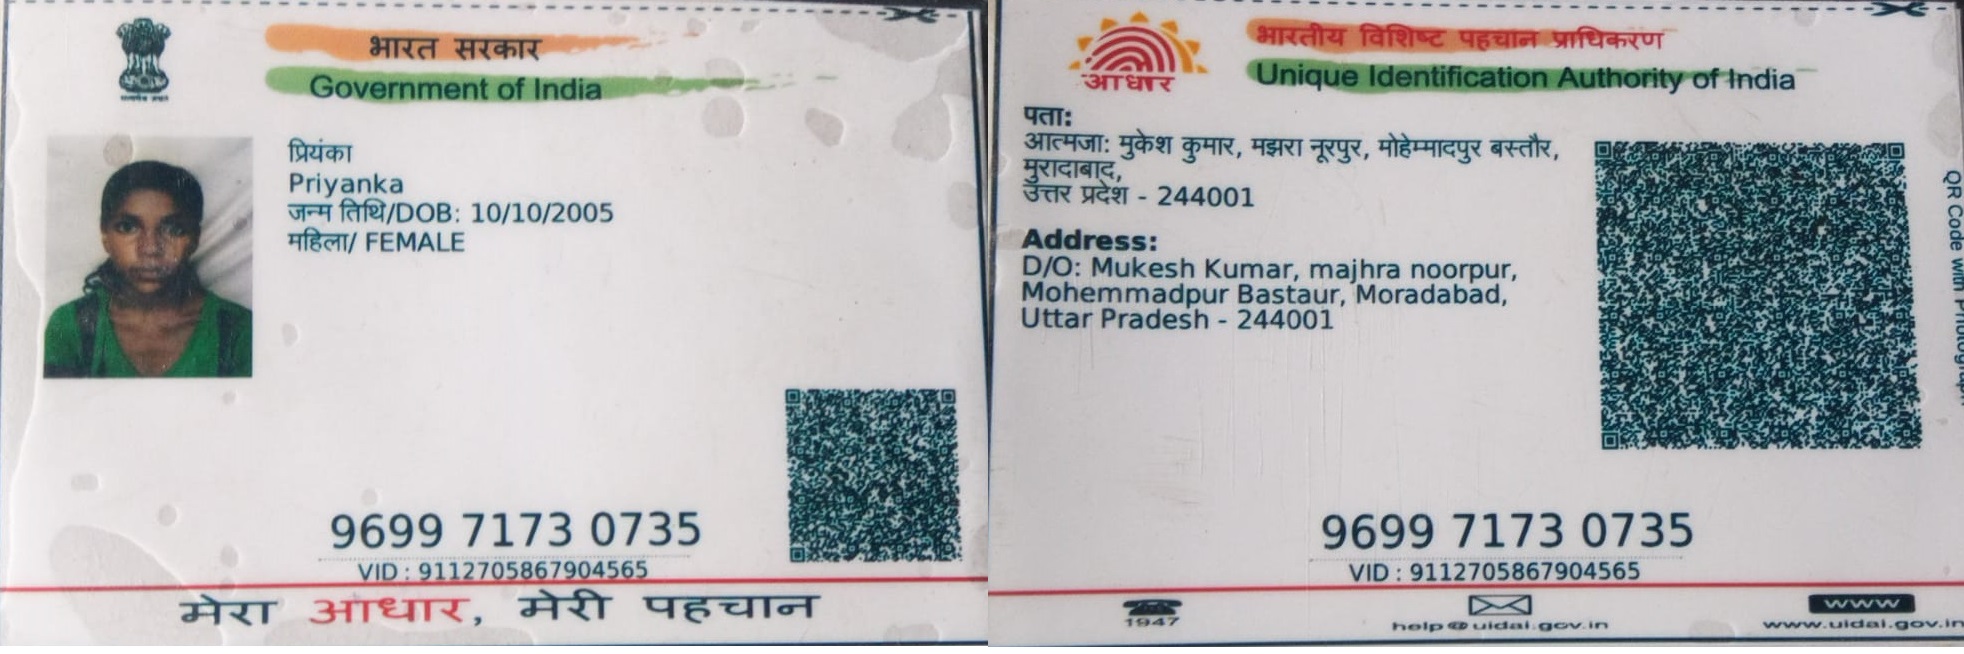 भारत सरकार
Government of India
प्रियंका
Priyanka
जन्म तिथि/DOB: 10/10/2005
महिला/ FEMALE
9699 7173 0735
VID : 9112705867904565
मेरा आधार, मेरी पहचान
भारतीय विशिष्ट पहचान प्राधिकरण
Unique Identification Authority of India
आधार
पता:
आत्मजा: मुकेश कुमार, मझरा नूरपुर, मोहेम्मादपुर बस्तौर,
मुरादाबाद,
उत्तर प्रदेश - 244001
Address:
D/O: Mukesh Kumar, majhra noorpur,
Mohemmadpur Bastaur, Moradabad,
Uttar Pradesh - 244001
QR Code with
9699 7173 0735
VID : 9112705867904565
1947
help@uidai.gov.in
www
www.uidai.gov.in